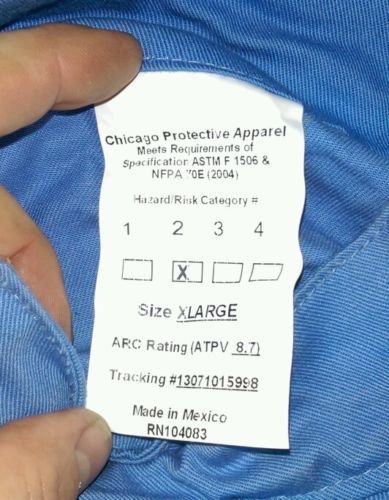 Chicago Protective Apparel
Meets Requirements of
Specification ASTM F 1506 &
NFPA 70E (2004)
Hazard/Risk Category #
1 2 3 4
X
Size XLARGE
ARC Rating (ATPV 8.7)
Tracking #13071015998
Made in Mexico
RN104083